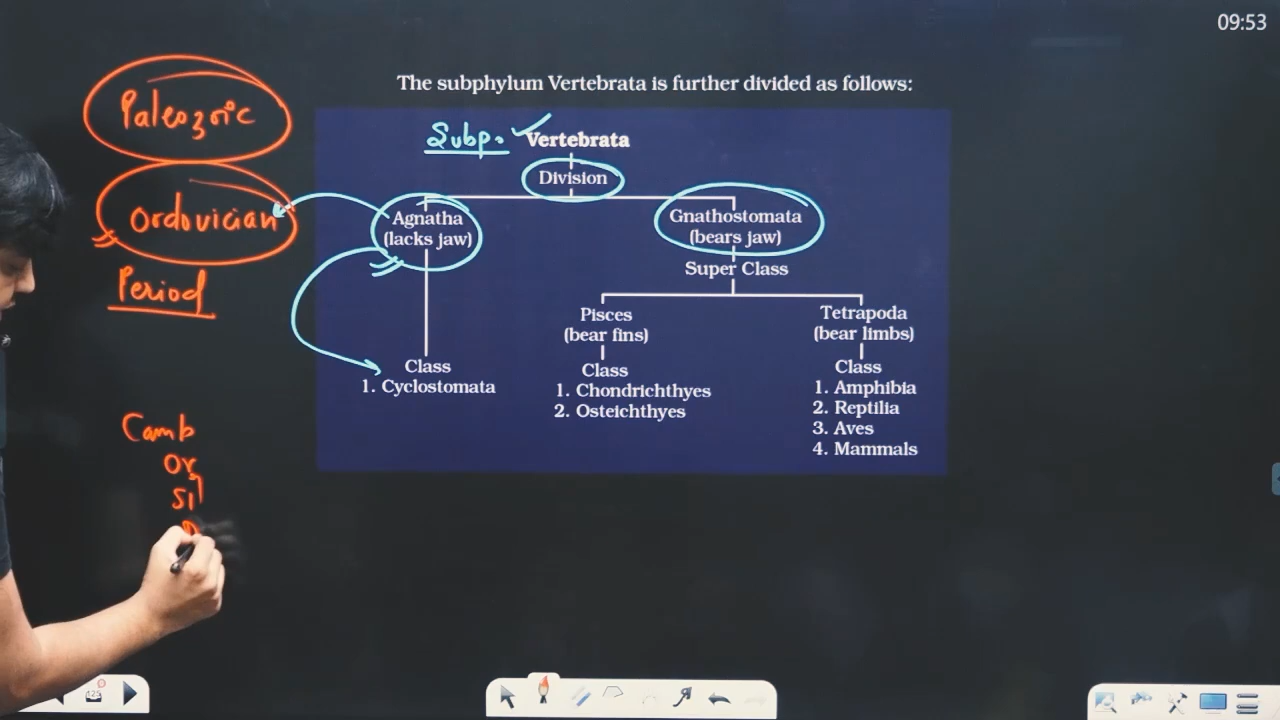 09:53
The subphylum Vertebrata is further divided as follows:
Paleozoic
Subp. Vertebrata
Division
Ordovician
Agnatha
(lacks jaw)
Gnathostomata
(bears jaw)
Super Class
Period
Pisces
(bear fins)
Tetrapoda
(bear limbs)
Class
1. Cyclostomata
Class
1. Chondrichthyes
2. Osteichthyes
Class
1. Amphibia
2. Reptilia
3. Aves
4. Mammals
Camb
Or
Sil
D
125